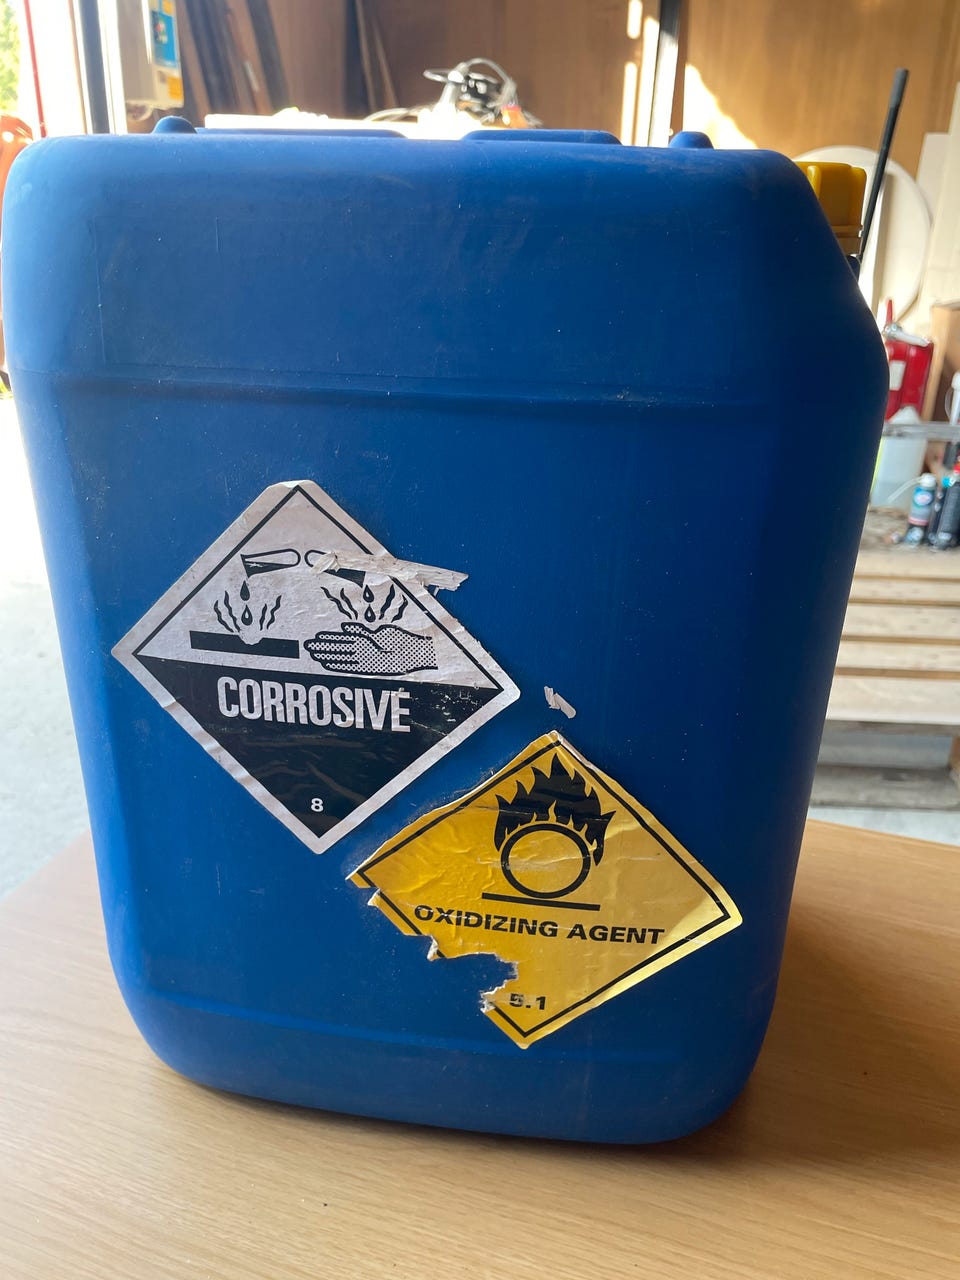 CORROSIVE
8
OXIDIZING AGENT
5.1